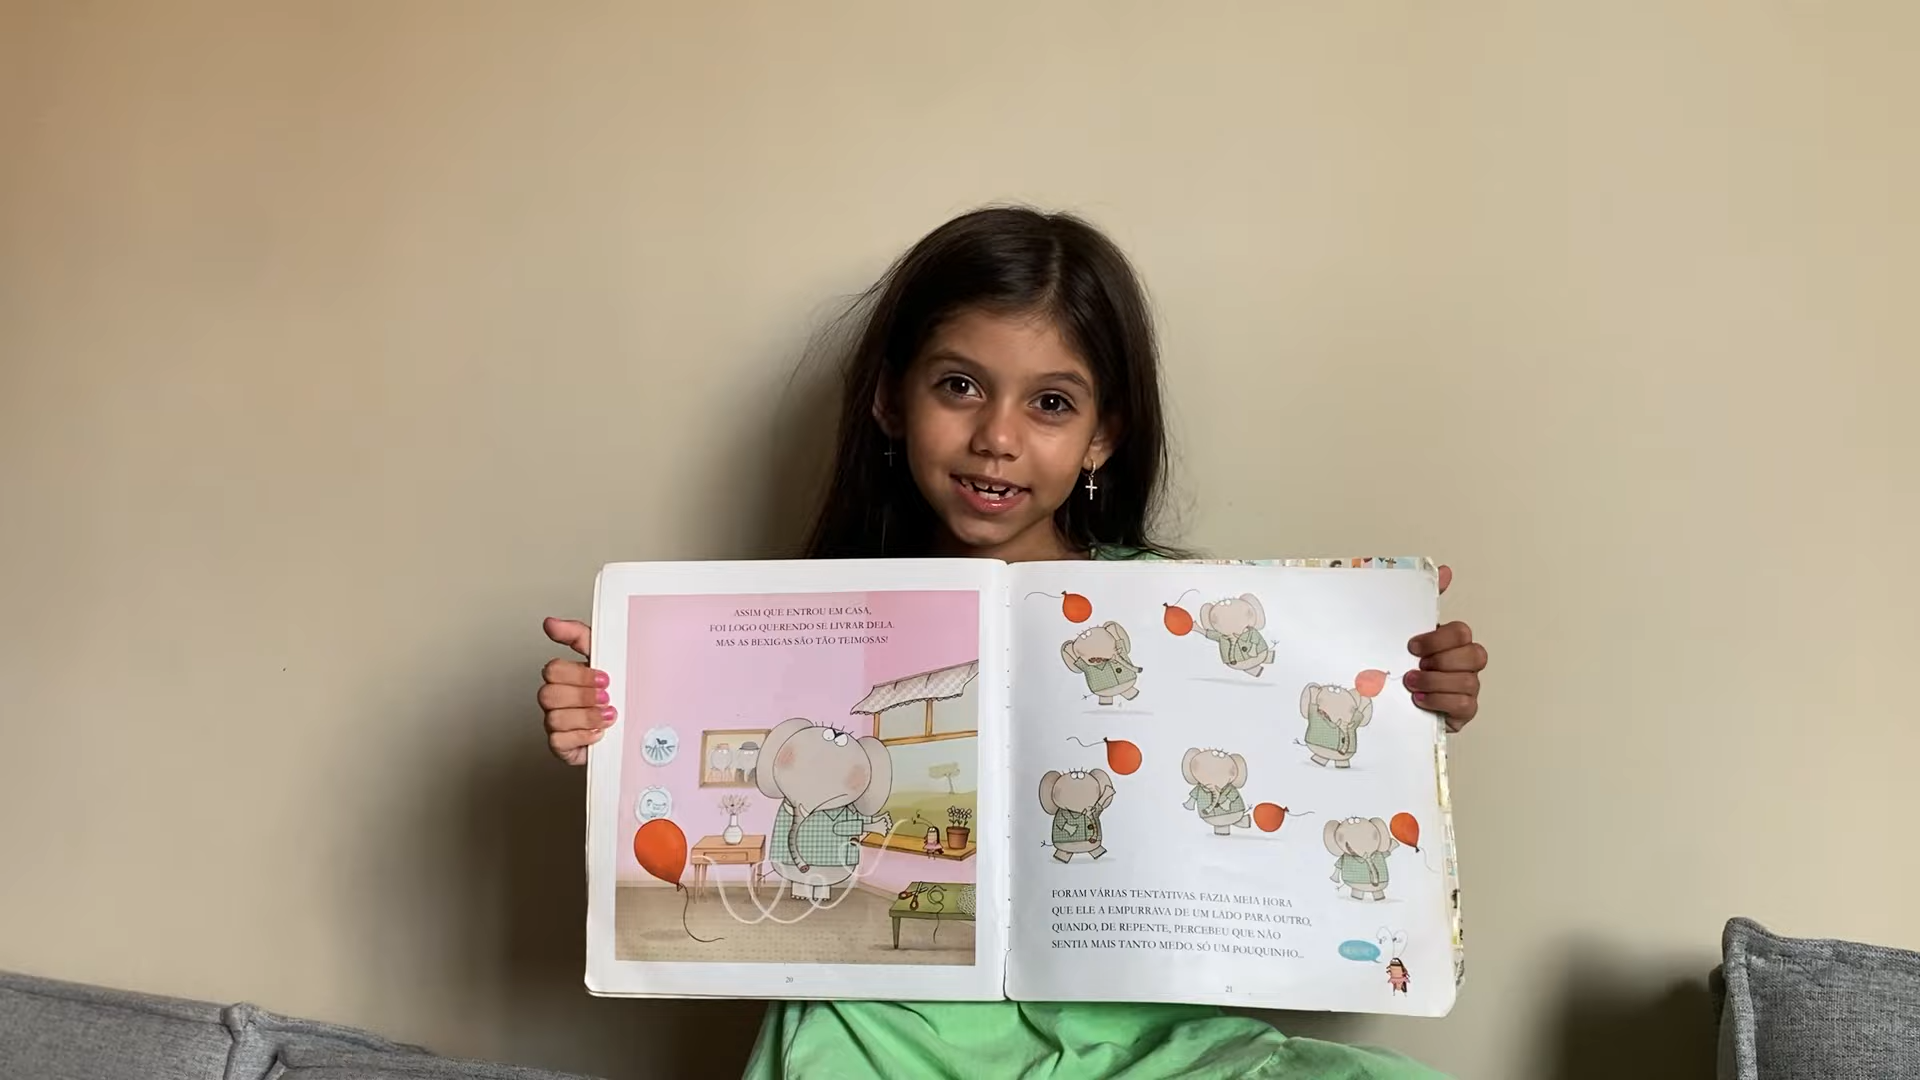 ASSIM QUE ENTROU EM CASA,
FOI LOGO QUERENDO SE LIVRAR DELA.
MAS AS BEXIGAS SÃO TÃO TEIMOSAS!
20
FORAM VÁRIAS TENTATIVAS. FAZIA MEIA HORA
QUE ELE A EMPURRAVA DE UM LADO PARA OUTRO,
QUANDO, DE REPENTE, PERCEBEU QUE NÃO
SENTIA MAIS TANTO MEDO. SÓ UM POUQUINHO...
21